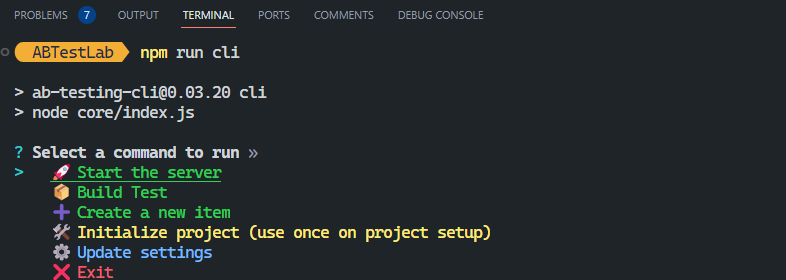 PROBLEMS 7 OUTPUT TERMINAL PORTS COMMENTS DEBUG CONSOLE
ABTestLab npm run cli
> ab-testing-cli@0.03.20 cli
> node core/index.js
? Select a command to run »
> 🚀 Start the server
📦 Build Test
➕ Create a new item
🛠 Initialize project (use once on project setup)
⚙ Update settings
❌ Exit